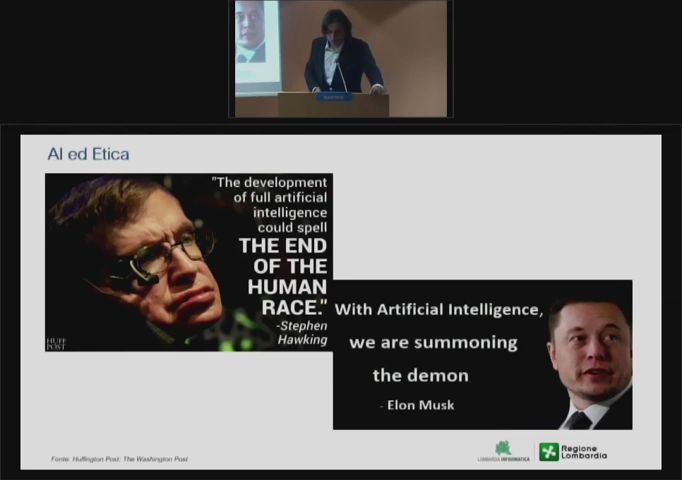 AI ed Etica
"The development
of full artificial
intelligence
could spell
THE END
OF THE
HUMAN
RACE."
-Stephen
Hawking
HUFF
POST
With Artificial Intelligence,
we are summoning
the demon
- Elon Musk
Fonte: Huffington Post; The Washington Post
LOMBARDIA INFORMATICA
Regione
Lombardia